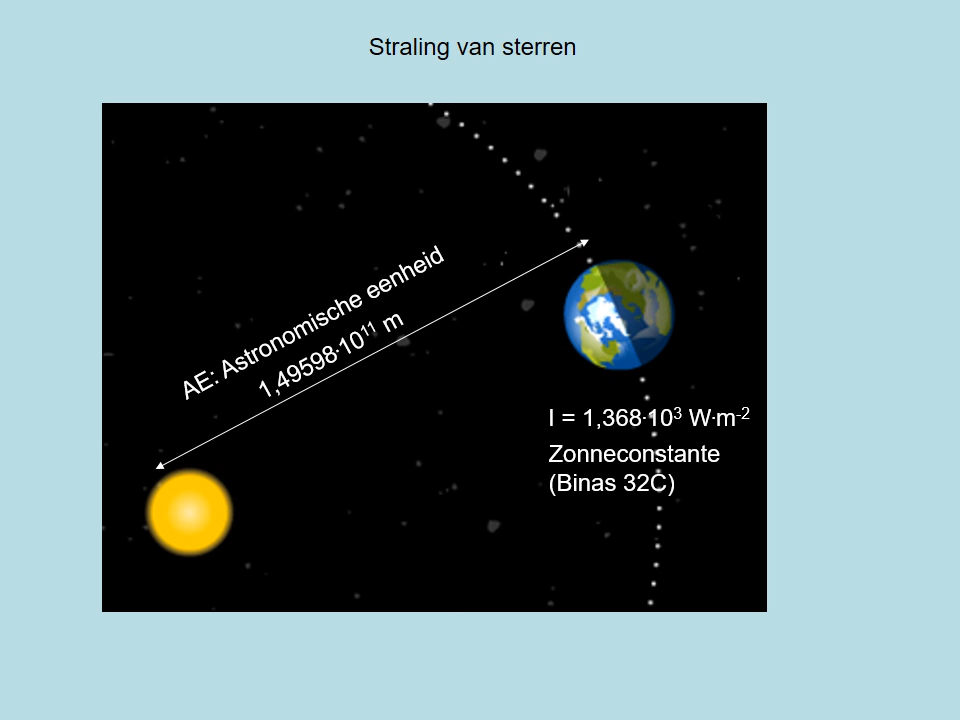 Straling van sterren
AE: Astronomische eenheid
1,49598·10¹¹ m
I = 1,368·10³ W·m⁻²
Zonneconstante
(Binas 32C)